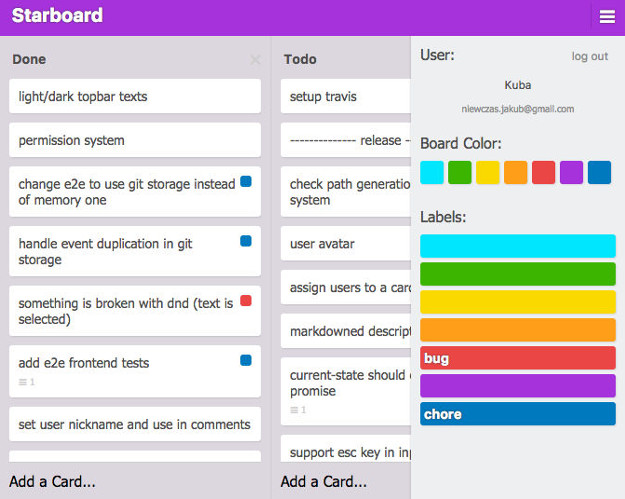 Starboard
Done
light/dark topbar texts
permission system
change e2e to use git storage instead
of memory one
handle event duplication in git
storage
something is broken with dnd (text is
selected)
add e2e frontend tests
1
set user nickname and use in comments
Add a Card...
Todo
setup travis
-------------- release -
check path generatio
system
user avatar
assign users to a card
markdowned descript
current-state should
promise
1
support esc key in inp
Add a Card...
User:
log out
Kuba
niewczas.jakub@gmail.com
Board Color:
Labels:
bug
chore